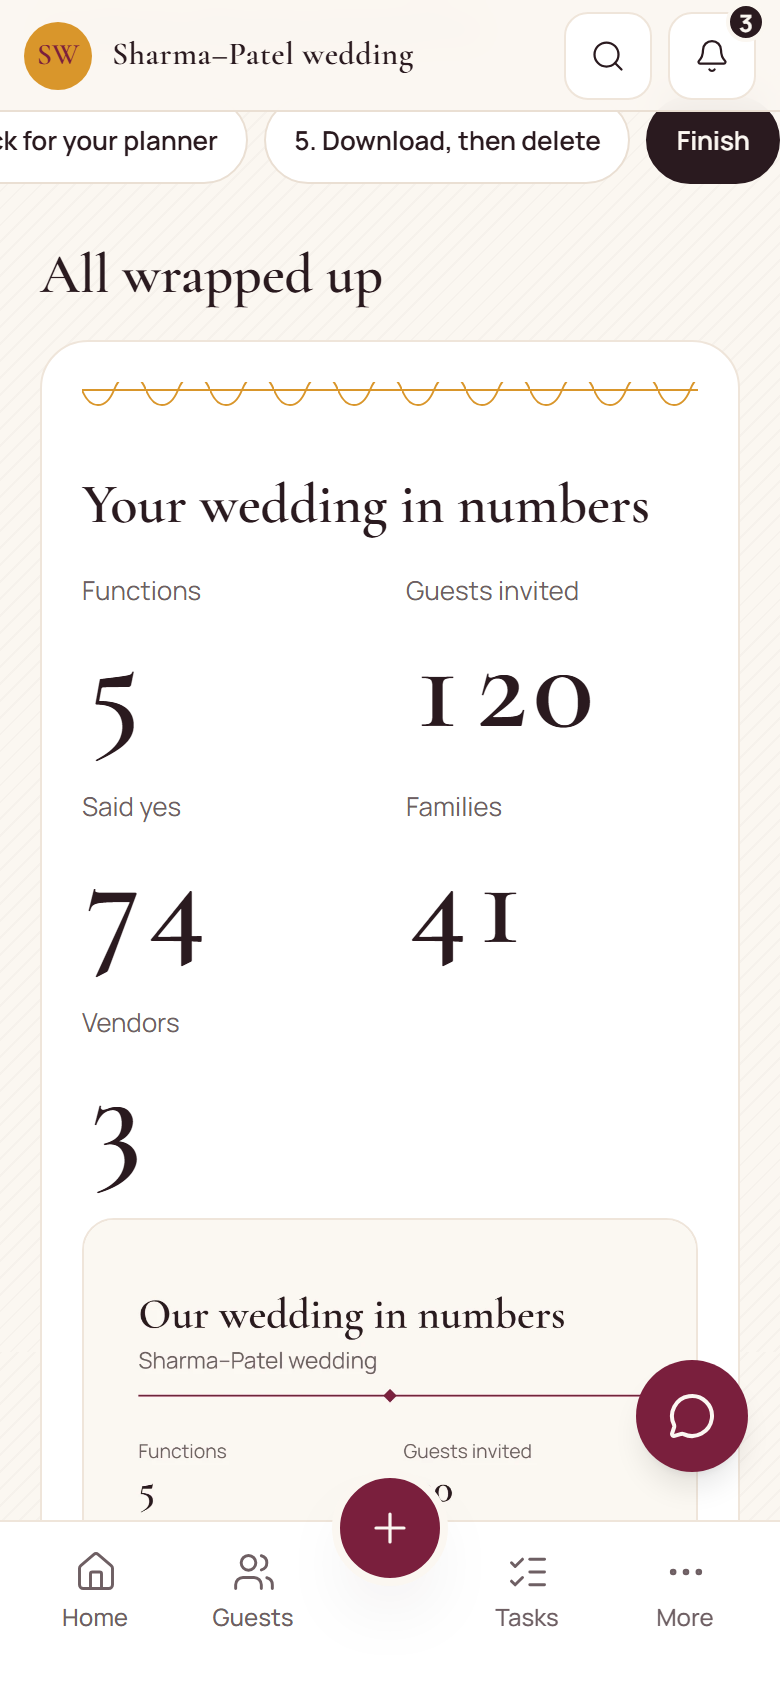 SW
Sharma–Patel wedding
3
ck for your planner
5. Download, then delete
Finish
All wrapped up
Your wedding in numbers
Functions
Guests invited
5
120
Said yes
Families
74
41
Vendors
3
Our wedding in numbers
Sharma–Patel wedding
Functions
Guests invited
5
Home
Guests
Tasks
More